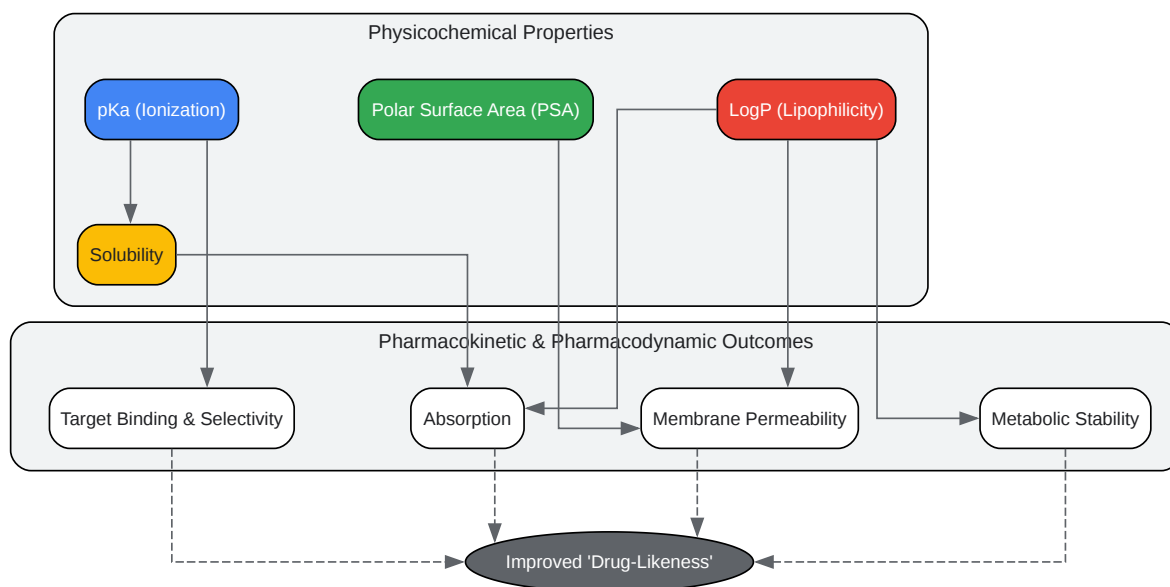 Physicochemical Properties
pKa (Ionization)
Polar Surface Area (PSA)
LogP (Lipophilicity)
Solubility
Pharmacokinetic & Pharmacodynamic Outcomes
Target Binding & Selectivity
Absorption
Membrane Permeability
Metabolic Stability
Improved 'Drug-Likeness'